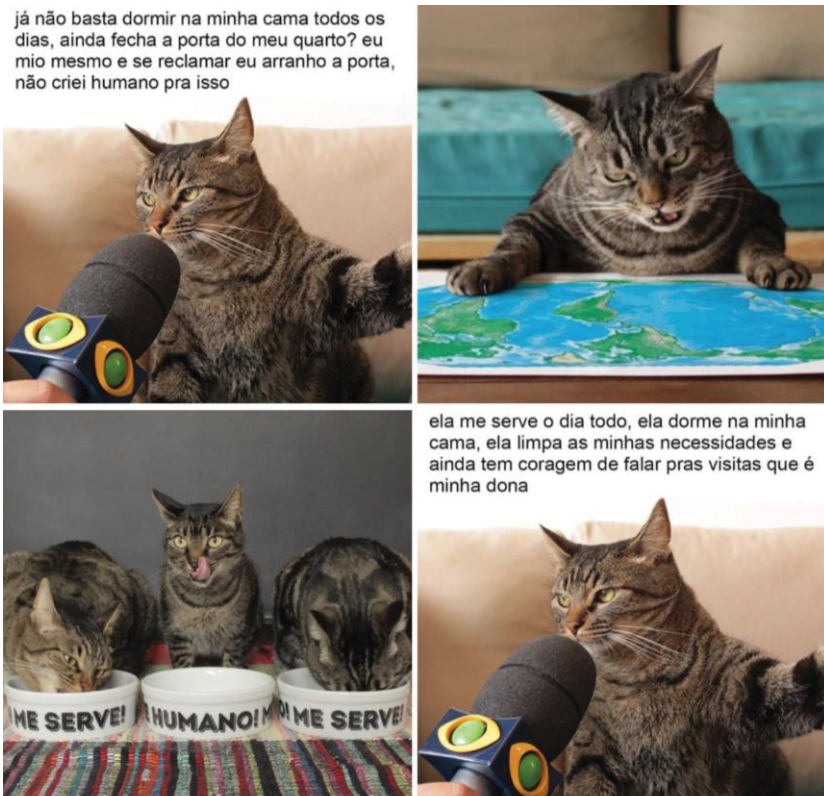 já não basta dormir na minha cama todos os
dias, ainda fecha a porta do meu quarto? eu
mio mesmo e se reclamar eu arranho a porta,
não criei humano pra isso
ME SERVE!
E HUMANO! M
O! ME SERVE!
ela me serve o dia todo, ela dorme na minha
cama, ela limpa as minhas necessidades e
ainda tem coragem de falar pras visitas que é
minha dona